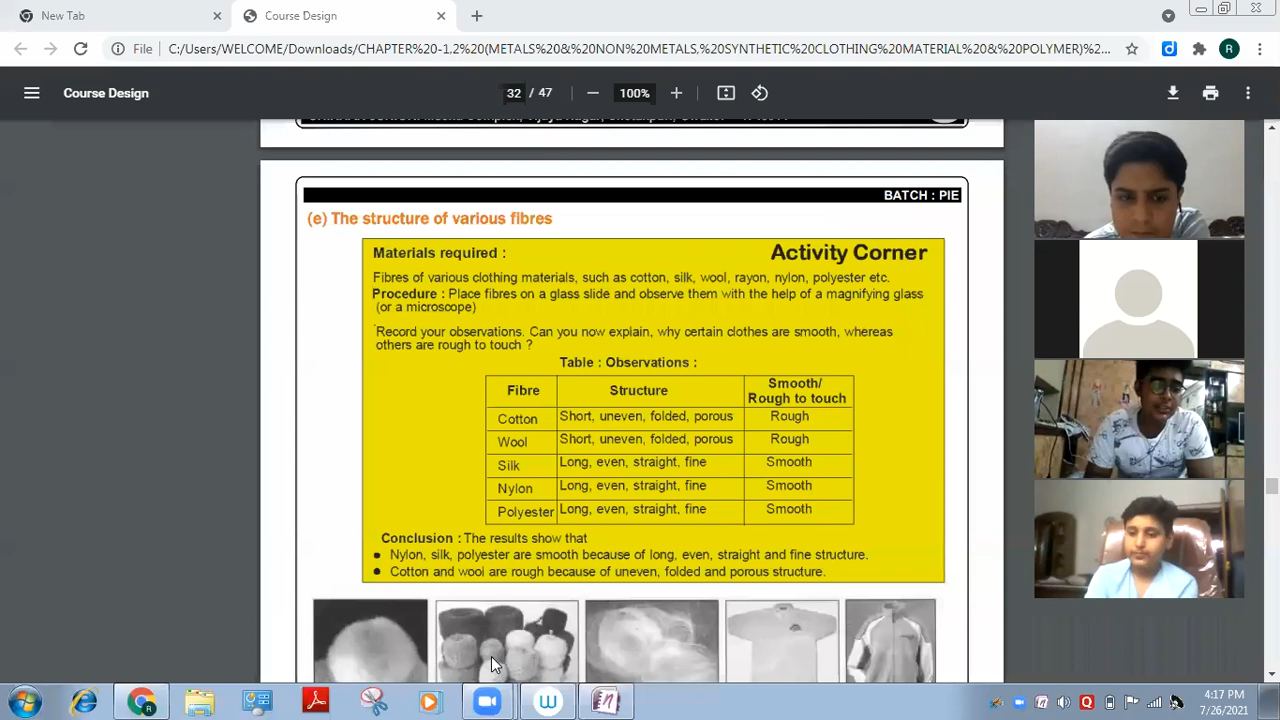 New Tab
Course Design
File
C:/Users/WELCOME/Downloads/CHAPTER%20-1,2%20(METALS%20&%20NON%20METALS,%20SYNTHETIC%20CLOTHING%20MATERIAL%20&%20POLYMER)%2...
R
Course Design
32 / 47
100%
BATCH : PIE
(e) The structure of various fibres
Materials required :
Activity Corner
Fibres of various clothing materials, such as cotton, silk, wool, rayon, nylon, polyester etc.
Procedure : Place fibres on a glass slide and observe them with the help of a magnifying glass
(or a microscope)
Record your observations. Can you now explain, why certain clothes are smooth, whereas
others are rough to touch ?
Table : Observations :
Fibre Structure Smooth/
Rough to touch
Cotton Short, uneven, folded, porous Rough
Wool Short, uneven, folded, porous Rough
Silk Long, even, straight, fine Smooth
Nylon Long, even, straight, fine Smooth
Polyester Long, even, straight, fine Smooth
Conclusion : The results show that
• Nylon, silk, polyester are smooth because of long, even, straight and fine structure.
• Cotton and wool are rough because of uneven, folded and porous structure.
4:17 PM
7/26/2021